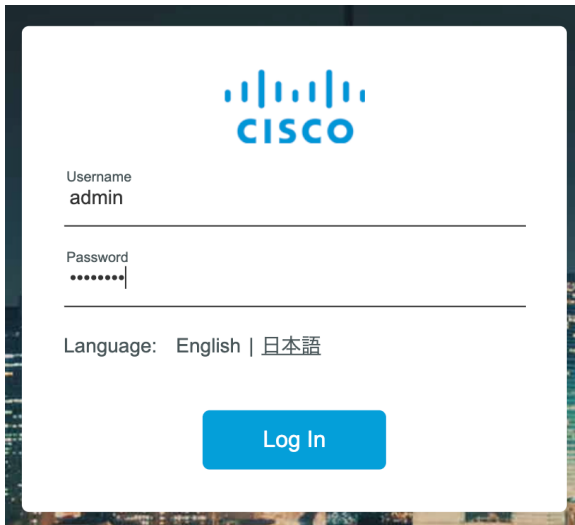 CISCO
Username
admin
Password
••••••••
Language: English | 日本語
Log In